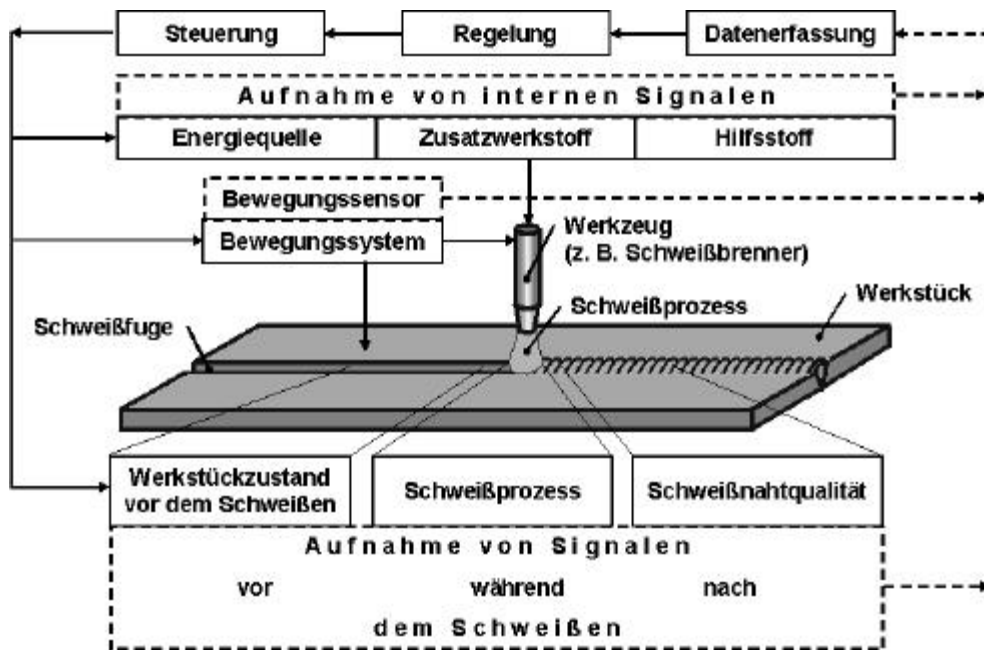 Steuerung
Regelung
Datenerfassung
Aufnahme von internen Signalen
Energiequelle
Zusatzwerkstoff
Hilfsstoff
Bewegungssensor
Bewegungssystem
Werkzeug
(z. B. Schweißbrenner)
Schweißprozess
Werkstück
Schweißfuge
Werkstückzustand
vor dem Schweißen
Schweißprozess
Schweißnahtqualität
Aufnahme von Signalen
vor
während
nach
dem Schweißen